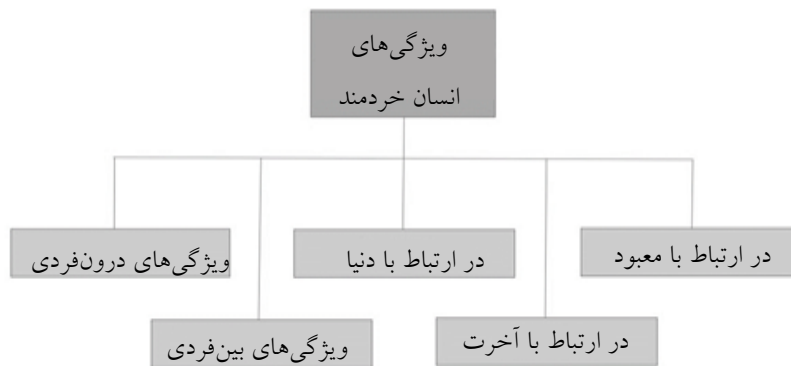 ویژگی‌های
انسان خردمند
در ارتباط با معبود
در ارتباط با آخرت
در ارتباط با دنیا
ویژگی‌های بین‌فردی
ویژگی‌های درون‌فردی